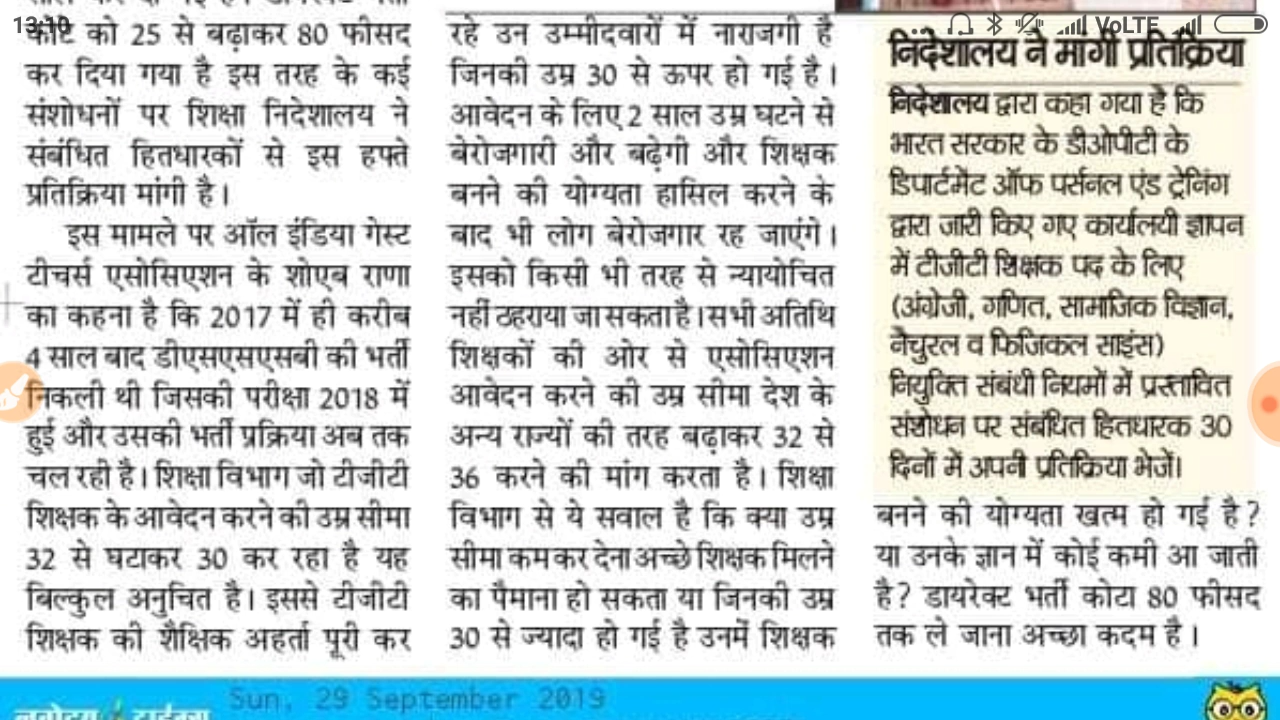 13:10
VoLTE
कोटे को 25 से बढ़ाकर 80 फीसद
कर दिया गया है इस तरह के कई
संशोधनों पर शिक्षा निदेशालय ने
संबंधित हितधारकों से इस हफ्ते
प्रतिक्रिया मांगी है।
इस मामले पर ऑल इंडिया गेस्ट
टीचर्स एसोसिएशन के शोएब राणा
का कहना है कि 2017 में ही करीब
4 साल बाद डीएसएसएसबी की भर्ती
निकली थी जिसकी परीक्षा 2018 में
हुई और उसकी भर्ती प्रक्रिया अब तक
चल रही है। शिक्षा विभाग जो टीजीटी
शिक्षक के आवेदन करने की उम्र सीमा
32 से घटाकर 30 कर रहा है यह
बिल्कुल अनुचित है। इससे टीजीटी
शिक्षक की शैक्षिक अहर्ता पूरी कर
रहे उन उम्मीदवारों में नाराजगी है
जिनकी उम्र 30 से ऊपर हो गई है।
आवेदन के लिए 2 साल उम्र घटने से
बेरोजगारी और बढ़ेगी और शिक्षक
बनने की योग्यता हासिल करने के
बाद भी लोग बेरोजगार रह जाएंगे।
इसको किसी भी तरह से न्यायोचित
नहीं ठहराया जा सकता है। सभी अतिथि
शिक्षकों की ओर से एसोसिएशन
आवेदन करने की उम्र सीमा देश के
अन्य राज्यों की तरह बढ़ाकर 32 से
36 करने की मांग करता है। शिक्षा
विभाग से ये सवाल है कि क्या उम्र
सीमा कम कर देना अच्छे शिक्षक मिलने
का पैमाना हो सकता या जिनकी उम्र
30 से ज्यादा हो गई है उनमें शिक्षक
निदेशालय ने मांगी प्रतिक्रिया
निदेशालय द्वारा कहा गया है कि
भारत सरकार के डीओपीटी के
डिपार्टमेंट ऑफ पर्सनल एंड ट्रेनिंग
द्वारा जारी किए गए कार्यालयी ज्ञापन
में टीजीटी शिक्षक पद के लिए
(अंग्रेजी, गणित, सामाजिक विज्ञान,
नैचुरल व फिजिकल साइंस)
नियुक्ति संबंधी नियमों में प्रस्तावित
संशोधन पर संबंधित हितधारक 30
दिनों में अपनी प्रतिक्रिया भेजें।
बनने की योग्यता खत्म हो गई है?
या उनके ज्ञान में कोई कमी आ जाती
है? डायरेक्ट भर्ती कोटा 80 फीसद
तक ले जाना अच्छा कदम है।
Sun, 29 September 2019